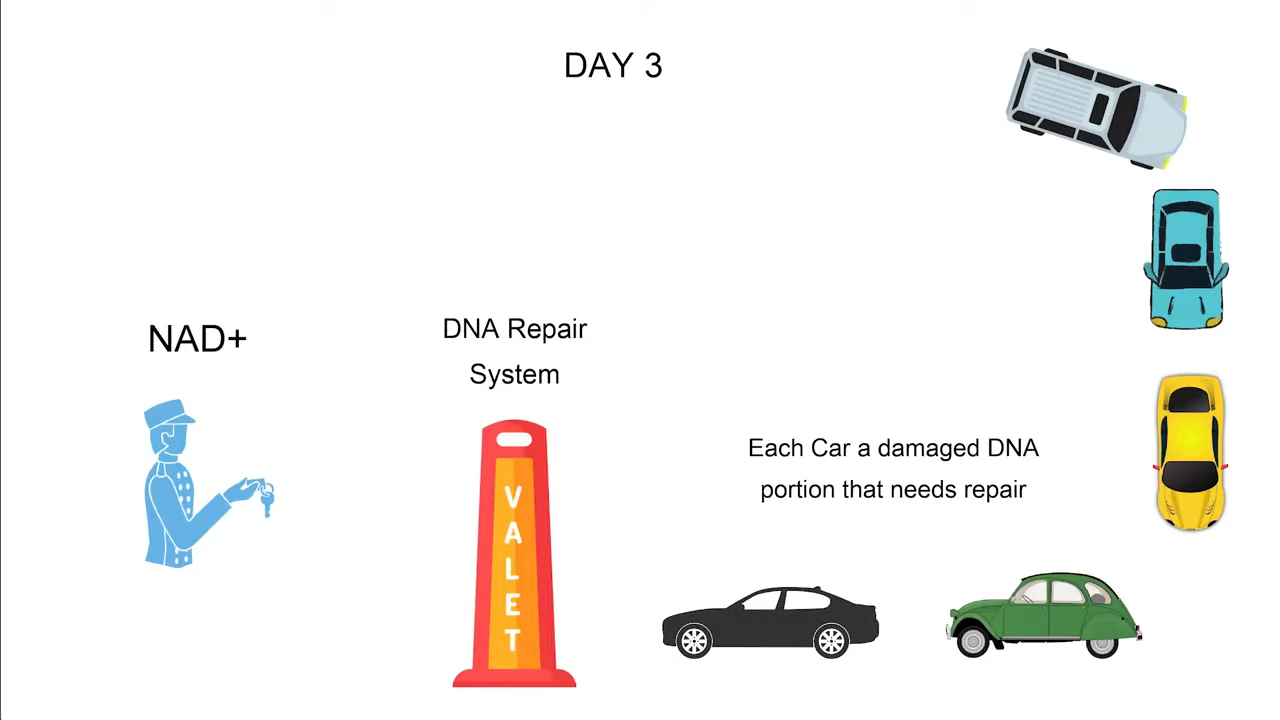 DAY 3
NAD+
DNA Repair
System
Each Car a damaged DNA
portion that needs repair
VALET